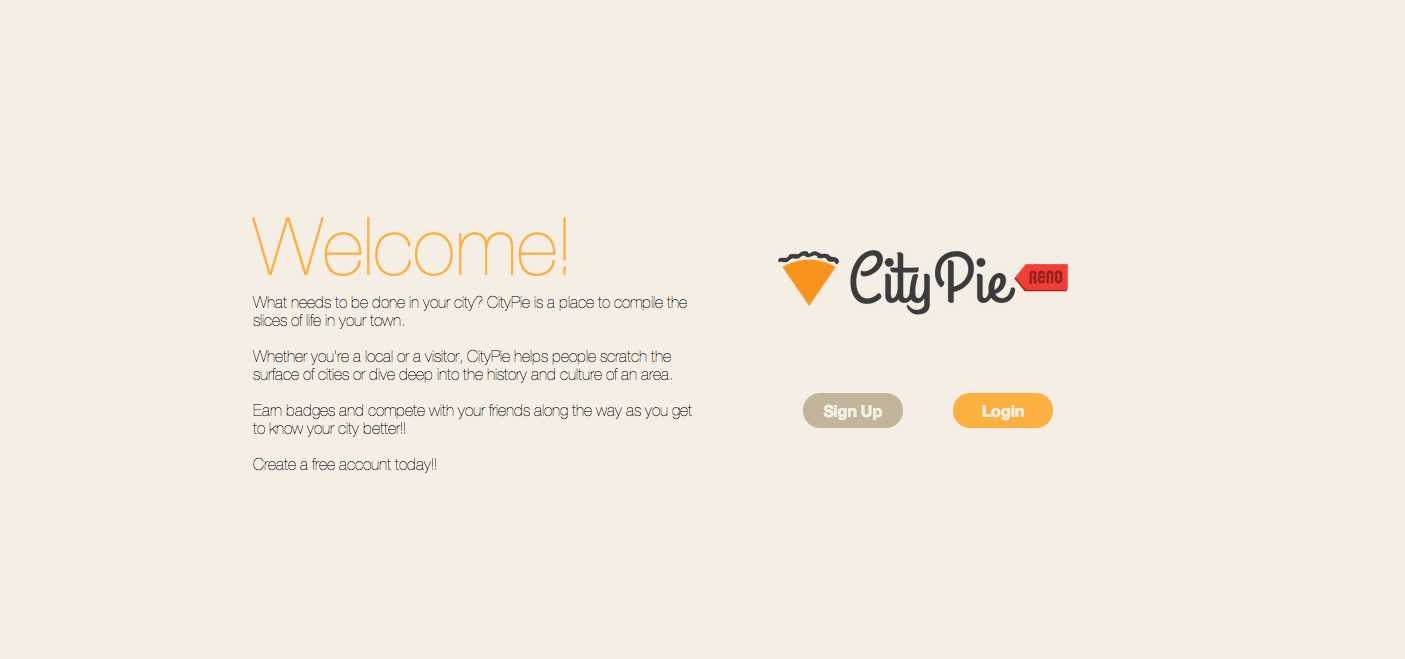 Welcome!
What needs to be done in your city? CityPie is a place to compile the
slices of life in your town.
Whether you're a local or a visitor, CityPie helps people scratch the
surface of cities or dive deep into the history and culture of an area.
Earn badges and compete with your friends along the way as you get
to know your city better!!
Create a free account today!!
CityPie RENO
Sign Up
Login